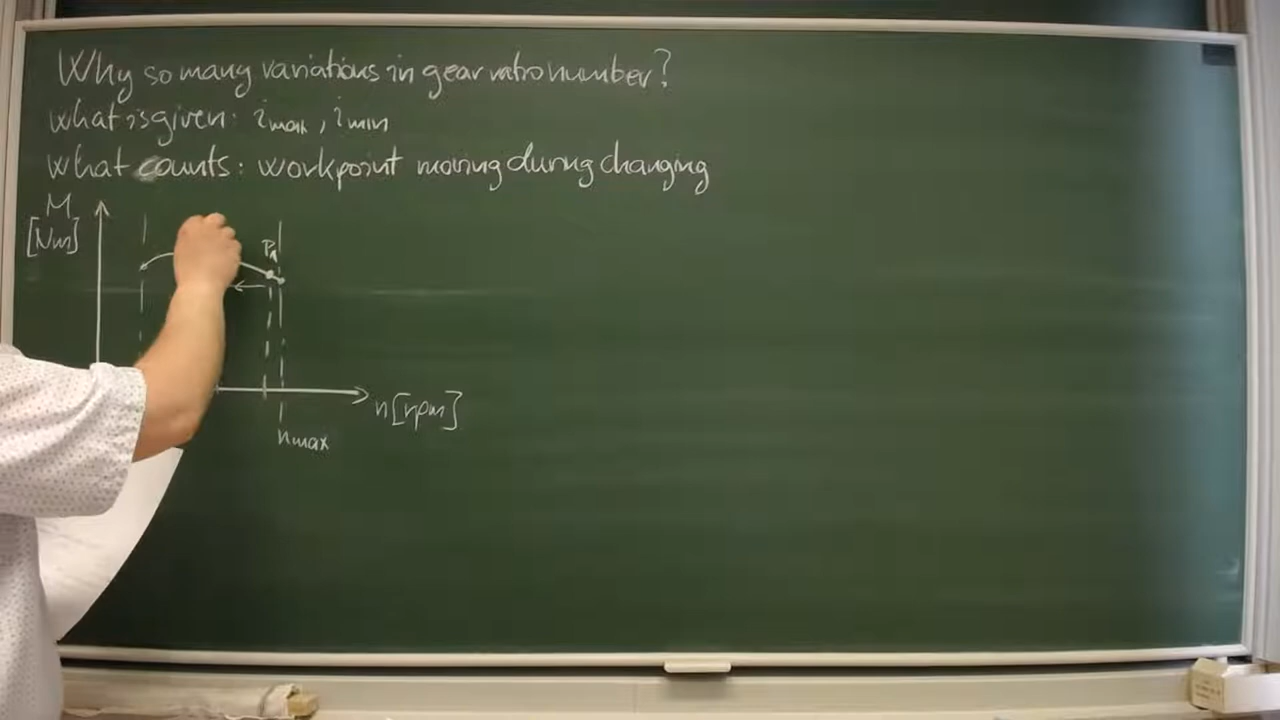 Why so many variations in gear ratio number?
What is given: imax, imin
What counts: workpoint moving during changing
M
[Nm]
P1
n[rpm]
nmax